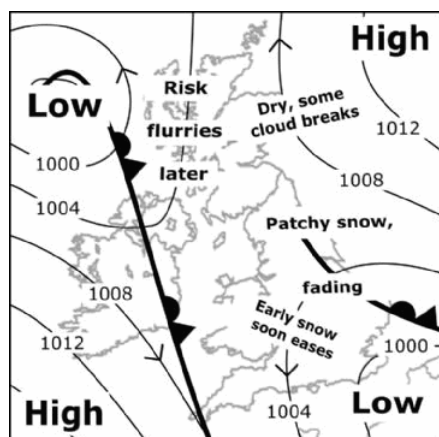 High
Low
Risk
flurries
later
Dry, some
cloud breaks
1012
1000
1008
1004
Patchy snow,
fading
1008
Early snow
soon eases
1012
1000
High
1004
Low